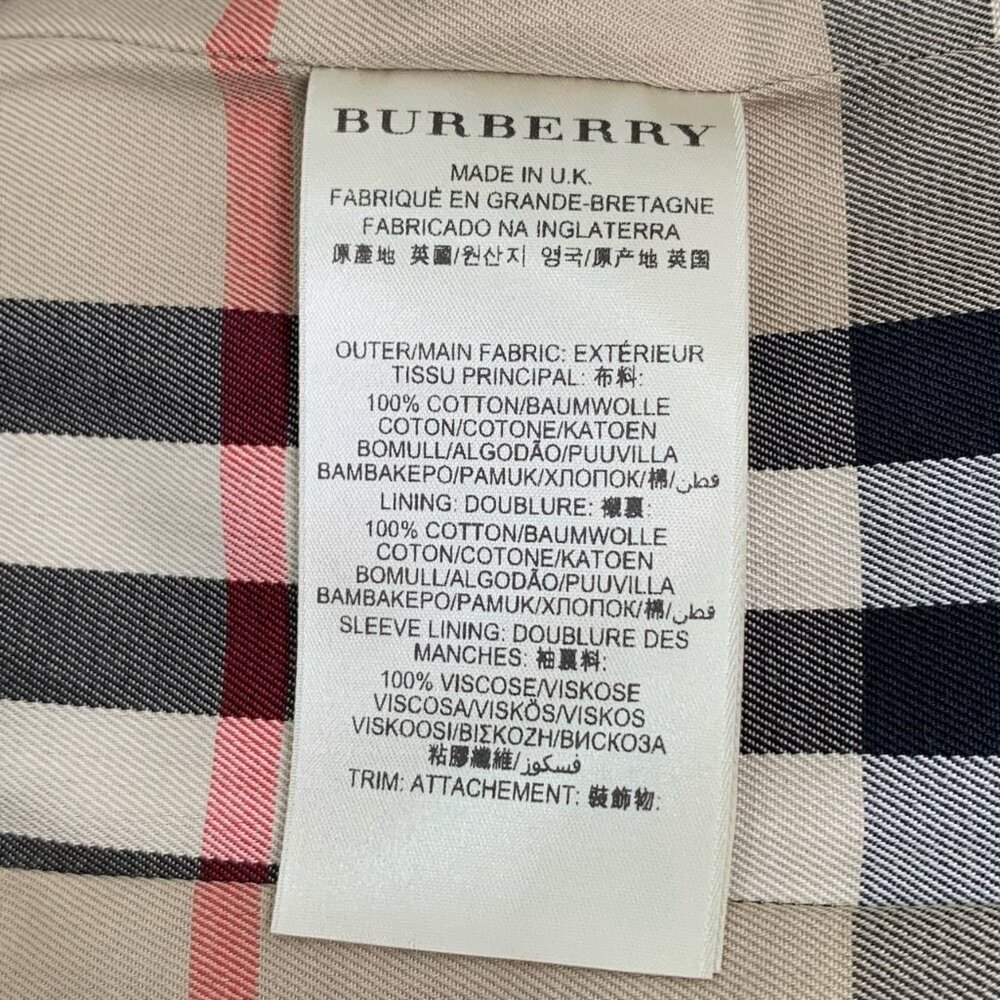 BURBERRY
MADE IN U.K.
FABRIQUÉ EN GRANDE-BRETAGNE
FABRICADO NA INGLATERRA
原產地 英國/원산지 영국/原产地 英国
OUTER/MAIN FABRIC: EXTÉRIEUR
TISSU PRINCIPAL: 布料:
100% COTTON/BAUMWOLLE
COTON/COTONE/KATOEN
BOMULL/ALGODÃO/PUUVILLA
ΒΑΜΒΑΚΕΡΟ/PAMUK/ХЛОПОК/棉/قطن
LINING: DOUBLURE: 襯裏:
100% COTTON/BAUMWOLLE
COTON/COTONE/KATOEN
BOMULL/ALGODÃO/PUUVILLA
ΒΑΜΒΑΚΕΡΟ/PAMUK/ХЛОПОК/棉/قطن
SLEEVE LINING: DOUBLURE DES
MANCHES: 袖裏料:
100% VISCOSE/VISKOSE
VISCOSA/VISKÖS/VISKOS
VISKOOSI/ΒΙΣΚΟΖΗ/ВИСКОЗА
粘膠纖維/فسكوز
TRIM: ATTACHEMENT: 裝飾物: